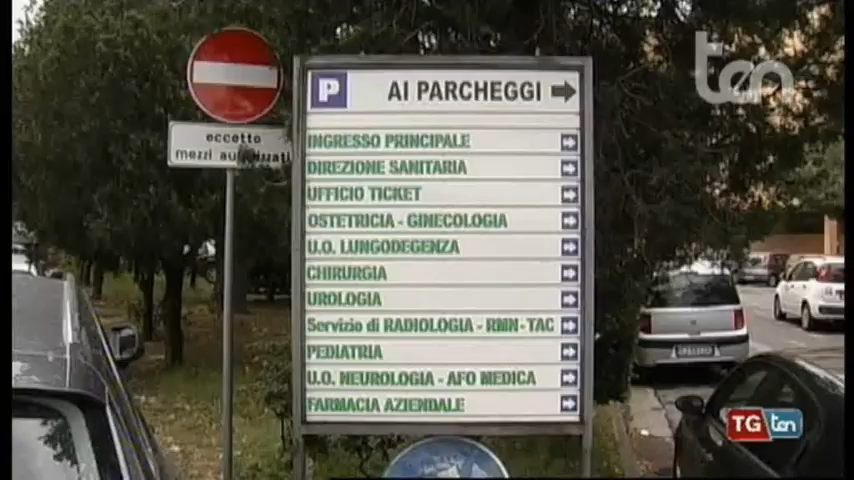 ten
P AI PARCHEGGI
eccetto
mezzi autorizzati
INGRESSO PRINCIPALE
DIREZIONE SANITARIA
UFFICIO TICKET
OSTETRICIA - GINECOLOGIA
U.O. LUNGODEGENZA
CHIRURGIA
UROLOGIA
Servizio di RADIOLOGIA - RMN - TAC
PEDIATRIA
U.O. NEUROLOGIA - AFO MEDICA
FARMACIA AZIENDALE
TG ten